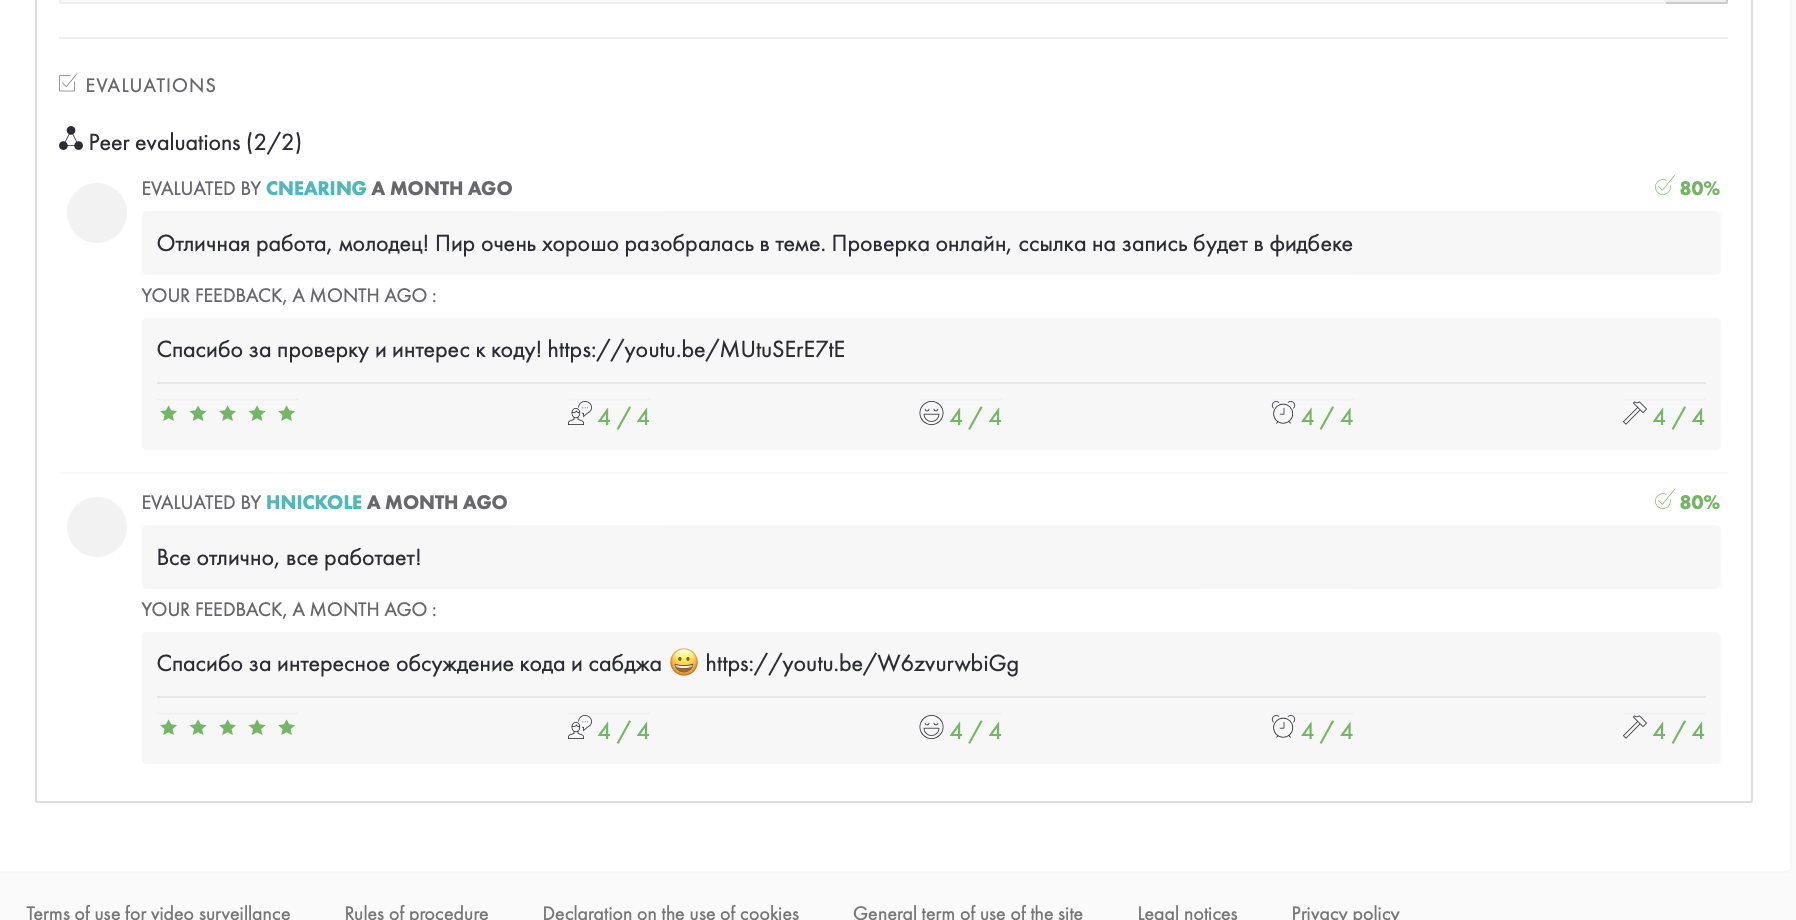 EVALUATIONS
Peer evaluations (2/2)
EVALUATED BY CNEARING A MONTH AGO
80%
Отличная работа, молодец! Пир очень хорошо разобралась в теме. Проверка онлайн, ссылка на запись будет в фидбеке
YOUR FEEDBACK, A MONTH AGO :
Спасибо за проверку и интерес к коду! https://youtu.be/MUtuSErE7tE
4 / 4
4 / 4
4 / 4
4 / 4
EVALUATED BY HNICKOLE A MONTH AGO
80%
Все отлично, все работает!
YOUR FEEDBACK, A MONTH AGO :
Спасибо за интересное обсуждение кода и сабджа 😀 https://youtu.be/W6zvurwbiGg
4 / 4
4 / 4
4 / 4
4 / 4
Terms of use for video surveillance
Rules of procedure
Declaration on the use of cookies
General term of use of the site
Legal notices
Privacy policy